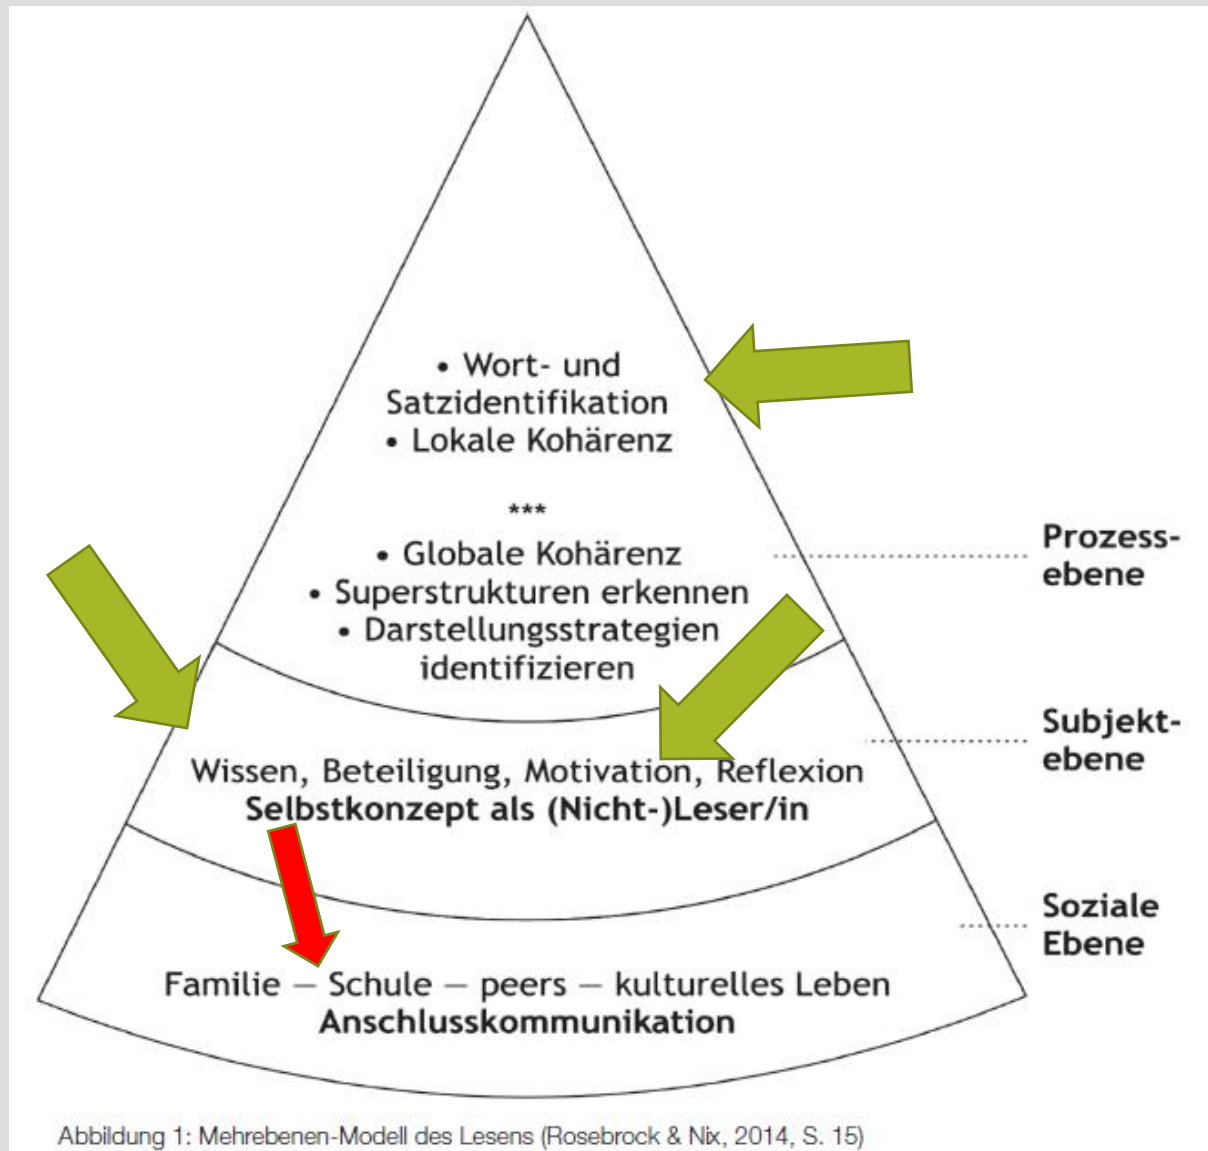 • Wort- und
Satzidentifikation
• Lokale Kohärenz
***
• Globale Kohärenz
• Superstrukturen erkennen
• Darstellungsstrategien
identifizieren
Prozess-
ebene
Wissen, Beteiligung, Motivation, Reflexion
Selbstkonzept als (Nicht-)Leser/in
Subjekt-
ebene
Familie – Schule – peers – kulturelles Leben
Anschlusskommunikation
Soziale
Ebene
Abbildung 1: Mehrebenen-Modell des Lesens (Rosebrock & Nix, 2014, S. 15)